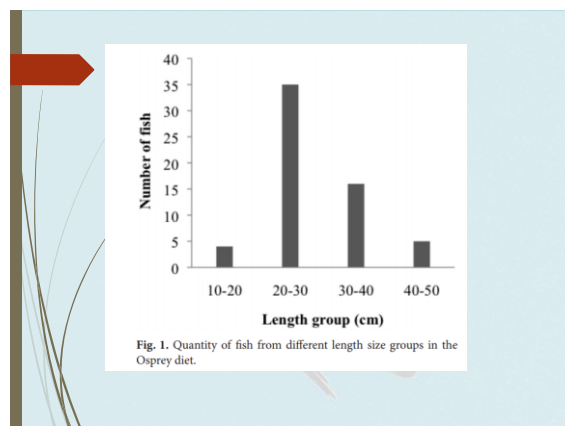 40
35
30
25
20
15
10
5
0
Number of fish
10-20 20-30 30-40 40-50
Length group (cm)
Fig. 1. Quantity of fish from different length size groups in the
Osprey diet.